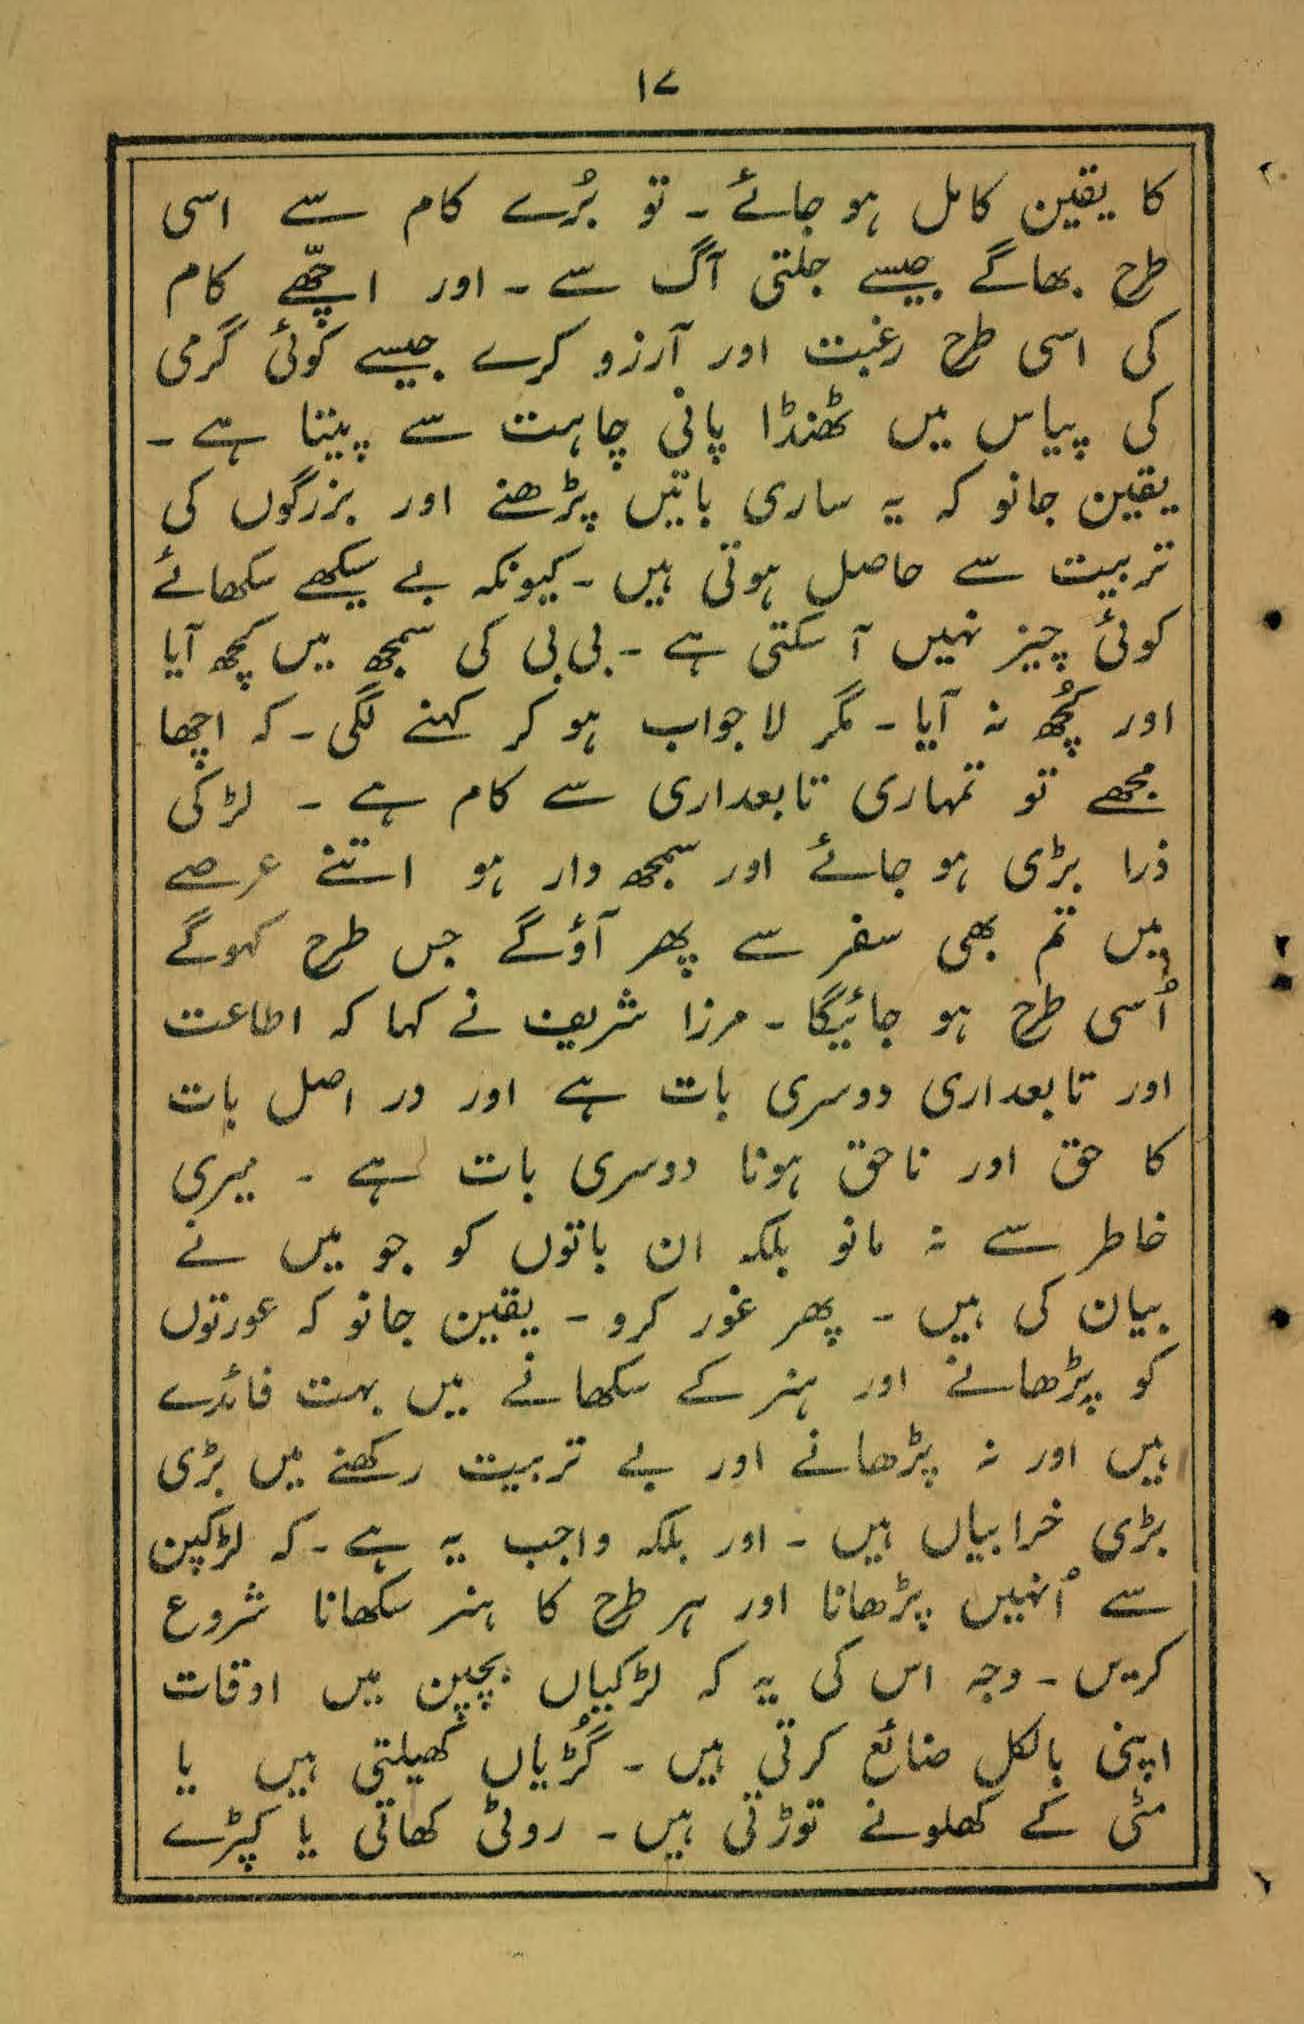 ۱۷
کا یقین کامل ہو جائے ۔ تو بُرے کام سے اسی
طرح بھاگے جیسے جلتی آگ سے ۔ اور اچّھے کام
کی اسی طرح رغبت اور آرزو کرے جیسے کوئی گرمی
کی پیاس میں ٹھنڈا پانی چاہت سے پیتا ہے ۔
یقین جانو کہ یہ ساری باتیں پڑھنے اور بزرگوں کی
تربیت سے حاصل ہوتی ہیں ۔ کیونکہ بے سیکھے سکھائے
کوئی چیز نہیں آ سکتی ہے ۔ بی بی کی سمجھ میں کچھ آیا
اور کُچھ نہ آیا ۔ مگر لاجواب ہو کر کہنے لگی ۔ کہ اچھا
مجھے تو تمہاری تابعداری سے کام ہے ۔ لڑکی
ذرا بڑی ہو جائے اور سمجھ دار ہو اتنے عرصے
میں تم بھی سفر سے پھر آؤگے جس طرح کہوگے
اُسی طرح ہو جائیگا ۔ مرزا شریف نے کہا کہ اطاعت
اور تابعداری دوسری بات ہے اور در اصل بات
کا حق اور ناحق ہونا دوسری بات ہے ۔ میری
خاطر سے نہ مانو بلکہ ان باتوں کو جو میں نے
بیان کی ہیں ۔ پھر غور کرو ۔ یقین جانو کہ عورتوں
کو پڑھانے اور ہنر کے سکھانے میں بہت فائدے
ہیں اور نہ پڑھانے اور بے تربیت رکھنے میں بڑی
بڑی خرابیاں ہیں ۔ اور بلکہ واجب یہ ہے ۔ کہ لڑکپن
سے اُنہیں پڑھانا اور ہر طرح کا ہنر سکھانا شروع
کریں ۔ وجہ اس کی یہ کہ لڑکیاں بچپن میں اوقات
اپنی بالکل ضائع کرتی ہیں ۔ گُڑیاں کھیلتی ہیں یا
مٹی کے کھلونے توڑتی ہیں ۔ روٹی کھاتی یا کپڑے